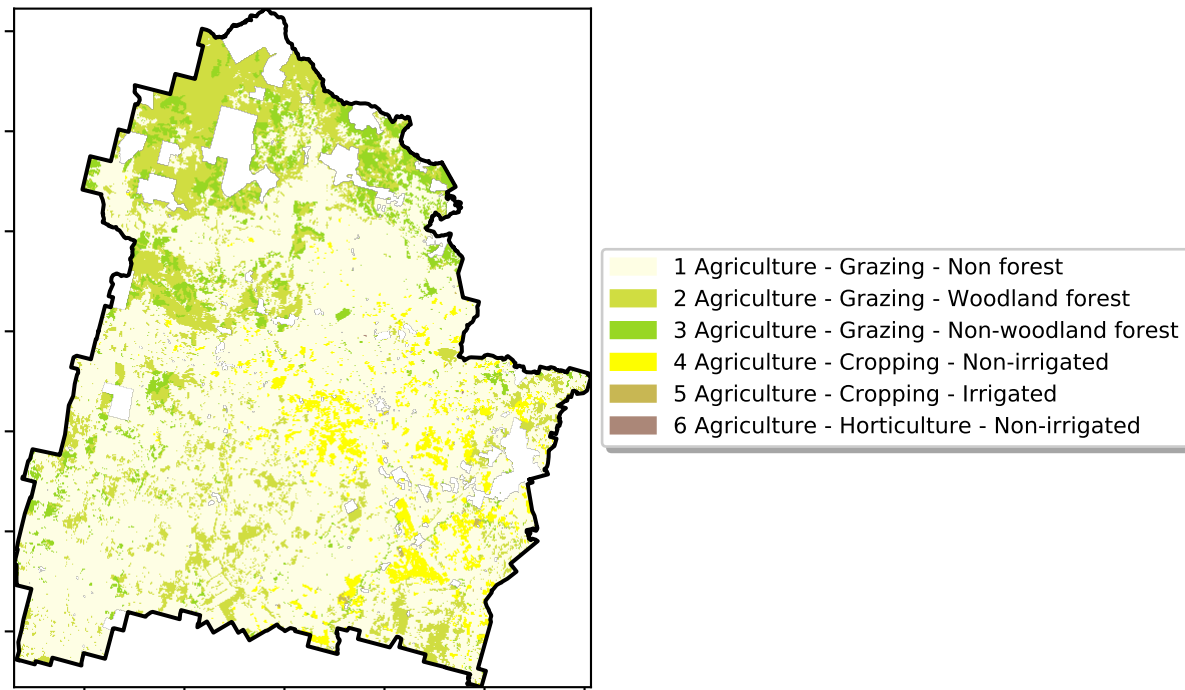 1 Agriculture - Grazing - Non forest
2 Agriculture - Grazing - Woodland forest
3 Agriculture - Grazing - Non-woodland forest
4 Agriculture - Cropping - Non-irrigated
5 Agriculture - Cropping - Irrigated
6 Agriculture - Horticulture - Non-irrigated